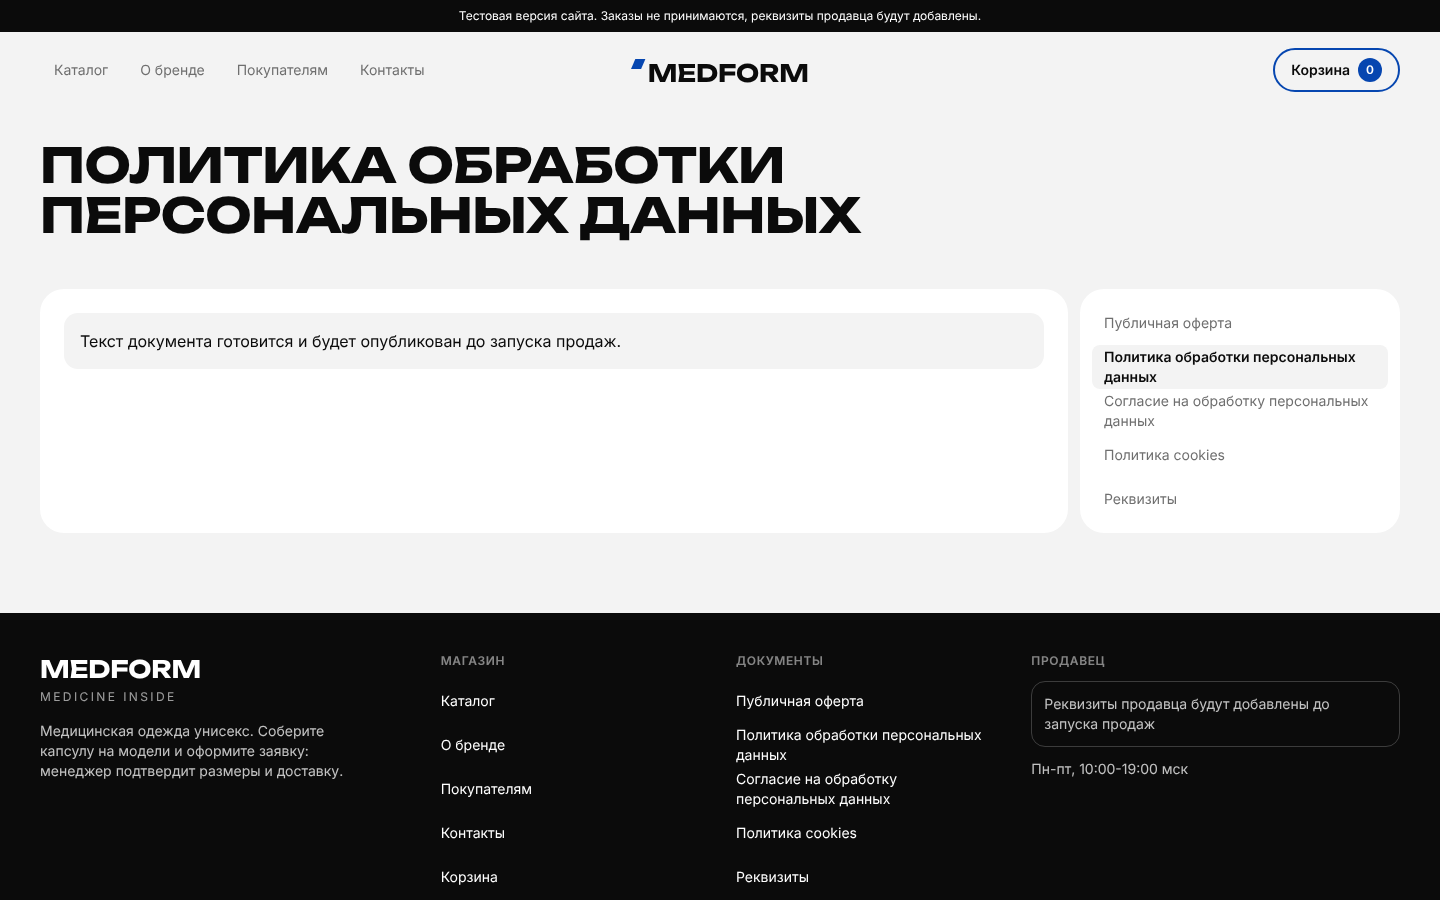 Тестовая версия сайта. Заказы не принимаются, реквизиты продавца будут добавлены.
Каталог
О бренде
Покупателям
Контакты
MEDFORM
Корзина 0
ПОЛИТИКА ОБРАБОТКИ
ПЕРСОНАЛЬНЫХ ДАННЫХ
Текст документа готовится и будет опубликован до запуска продаж.
Публичная оферта
Политика обработки персональных
данных
Согласие на обработку персональных
данных
Политика cookies
Реквизиты
MEDFORM
MEDICINE INSIDE
Медицинская одежда унисекс. Соберите
капсулу на модели и оформите заявку:
менеджер подтвердит размеры и доставку.
МАГАЗИН
Каталог
О бренде
Покупателям
Контакты
Корзина
ДОКУМЕНТЫ
Публичная оферта
Политика обработки персональных
данных
Согласие на обработку
персональных данных
Политика cookies
Реквизиты
ПРОДАВЕЦ
Реквизиты продавца будут добавлены до
запуска продаж
Пн-пт, 10:00-19:00 мск